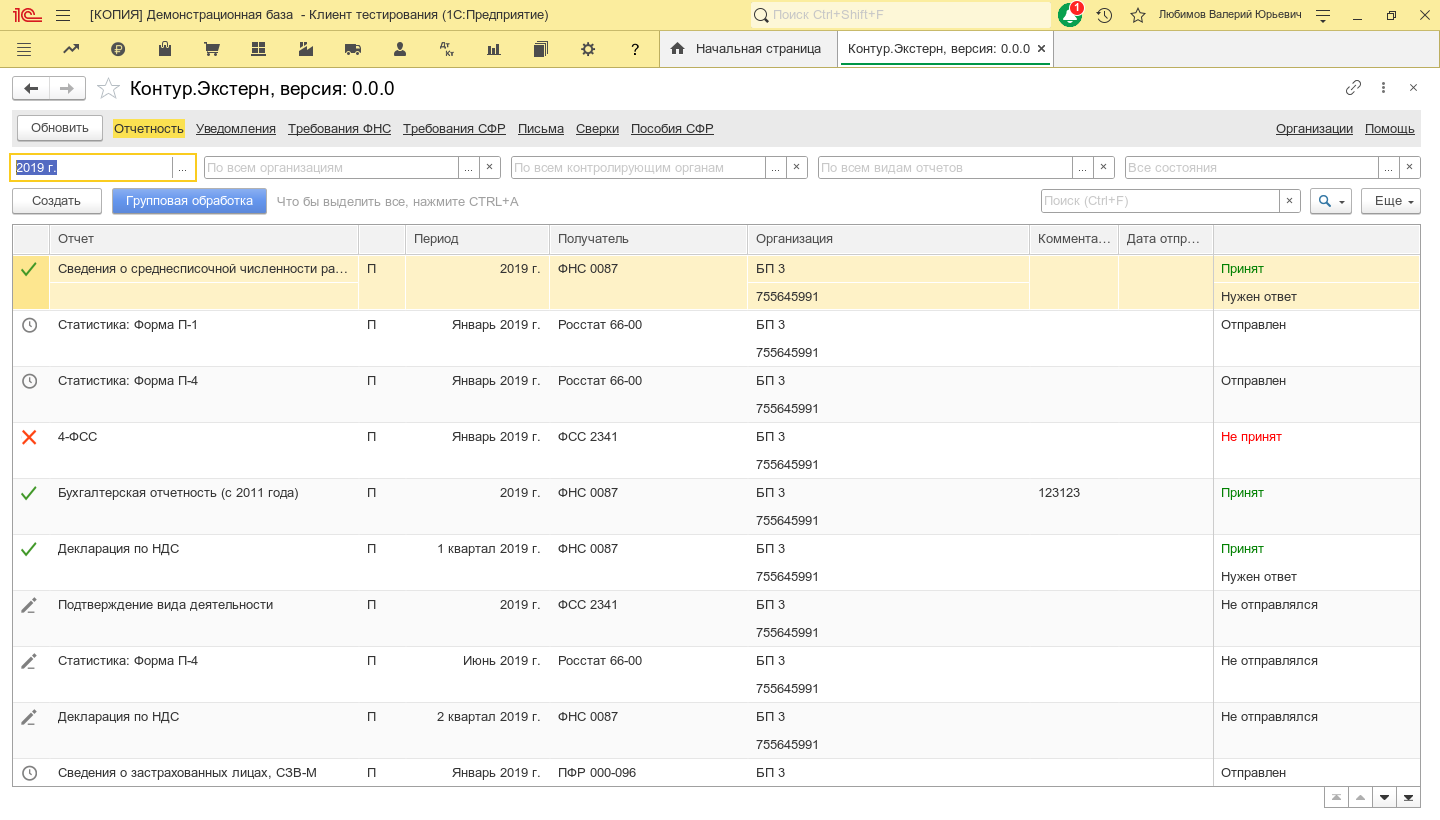 [КОПИЯ] Демонстрационная база - Клиент тестирования (1С:Предприятие)
Поиск Ctrl+Shift+F
1
Любимов Валерий Юрьевич
Дт Кт
?
Начальная страница
Контур.Экстерн, версия: 0.0.0 ×
Контур.Экстерн, версия: 0.0.0
Обновить Отчетность Уведомления Требования ФНС Требования СФР Письма Сверки Пособия СФР Организации Помощь
2019 г. ... По всем организациям ... × По всем контролирующим органам ... × По всем видам отчетов ... × Все состояния ... ×
Создать Групповая обработка Что бы выделить все, нажмите CTRL+A Поиск (Ctrl+F) × Еще
Отчет Период Получатель Организация Коммента... Дата отпр...
Сведения о среднесписочной численности ра... П 2019 г. ФНС 0087 БП 3 Принят
755645991 Нужен ответ
Статистика: Форма П-1 П Январь 2019 г. Росстат 66-00 БП 3 Отправлен
755645991
Статистика: Форма П-4 П Январь 2019 г. Росстат 66-00 БП 3 Отправлен
755645991
4-ФСС П Январь 2019 г. ФСС 2341 БП 3 Не принят
755645991
Бухгалтерская отчетность (с 2011 года) П 2019 г. ФНС 0087 БП 3 123123 Принят
755645991
Декларация по НДС П 1 квартал 2019 г. ФНС 0087 БП 3 Принят
755645991 Нужен ответ
Подтверждение вида деятельности П 2019 г. ФСС 2341 БП 3 Не отправлялся
755645991
Статистика: Форма П-4 П Июнь 2019 г. Росстат 66-00 БП 3 Не отправлялся
755645991
Декларация по НДС П 2 квартал 2019 г. ФНС 0087 БП 3 Не отправлялся
755645991
Сведения о застрахованных лицах, СЗВ-М П Январь 2019 г. ПФР 000-096 БП 3 Отправлен